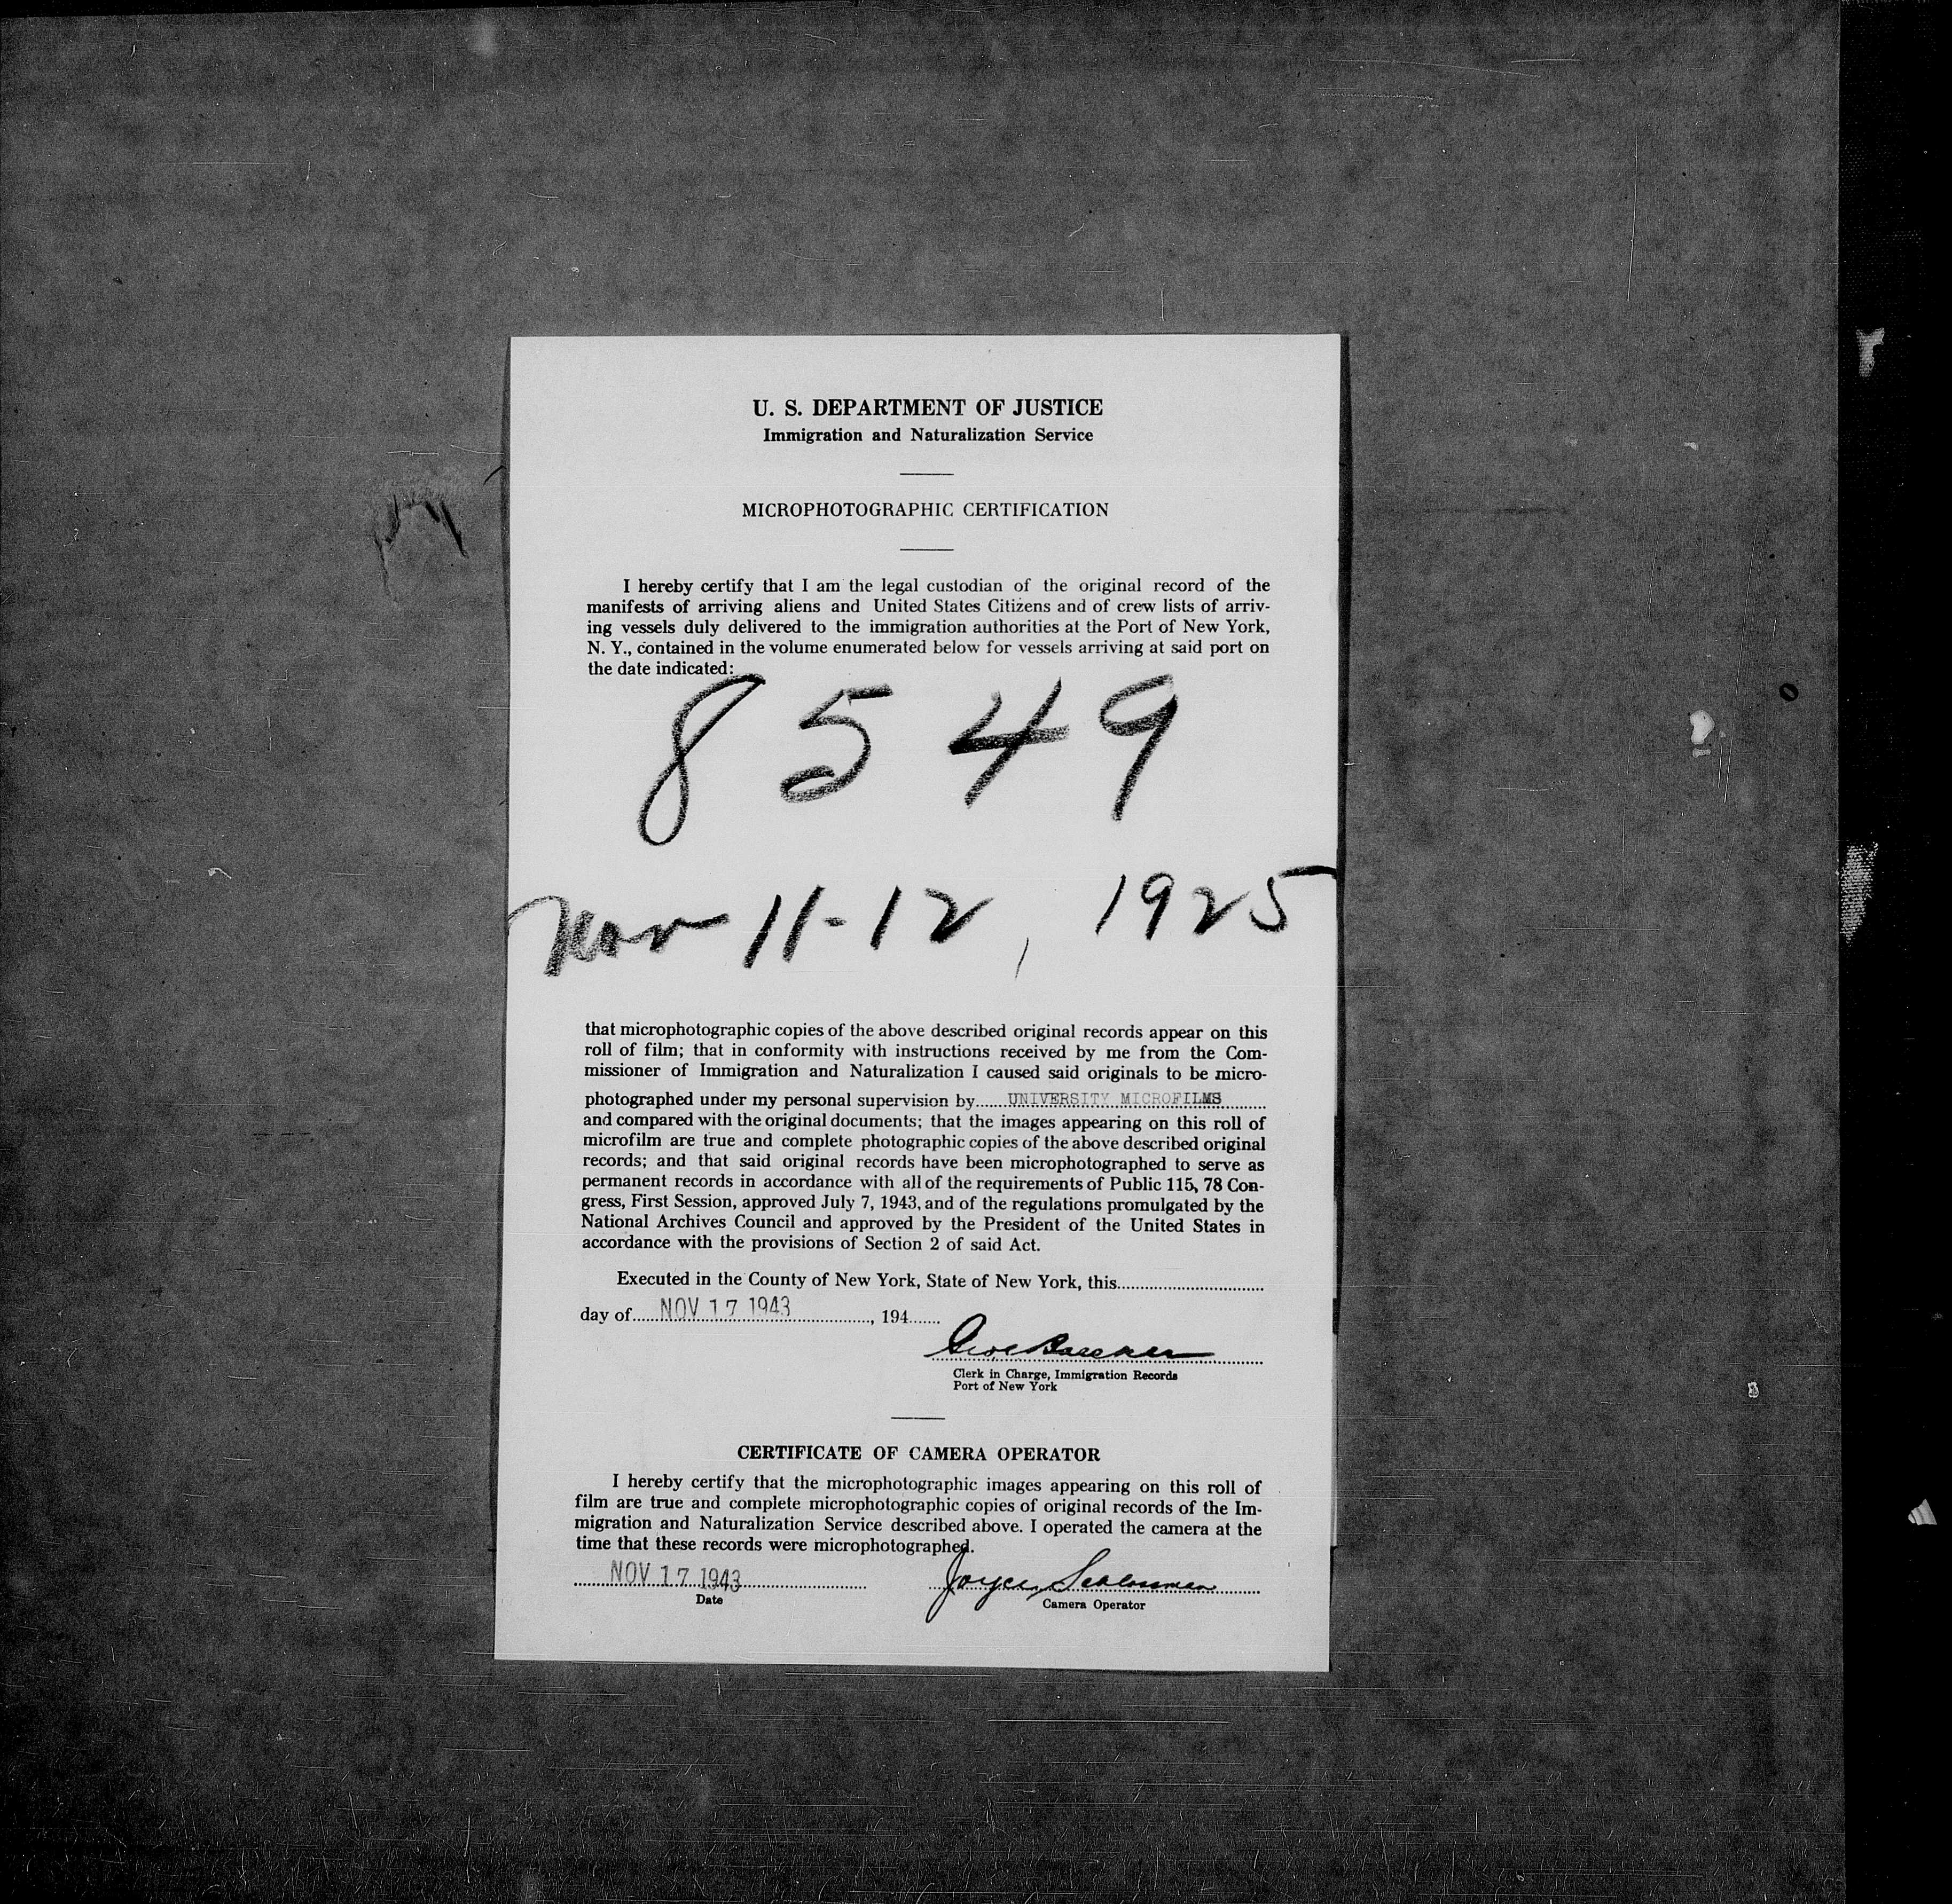 U. S. DEPARTMENT OF JUSTICE
Immigration and Naturalization Service
MICROPHOTOGRAPHIC CERTIFICATION
I hereby certify that I am the legal custodian of the original record of the
manifests of arriving aliens and United States Citizens and of crew lists of arriv-
ing vessels duly delivered to the immigration authorities at the Port of New York,
N. Y., contained in the volume enumerated below for vessels arriving at said port on
the date indicated:
8549
Nov 11-12, 1925
that microphotographic copies of the above described original records appear on this
roll of film; that in conformity with instructions received by me from the Com-
missioner of Immigration and Naturalization I caused said originals to be micro-
photographed under my personal supervision by UNIVERSITY MICROFILMS
and compared with the original documents; that the images appearing on this roll of
microfilm are true and complete photographic copies of the above described original
records; and that said original records have been microphotographed to serve as
permanent records in accordance with all of the requirements of Public 115, 78 Con-
gress, First Session, approved July 7, 1943, and of the regulations promulgated by the
National Archives Council and approved by the President of the United States in
accordance with the provisions of Section 2 of said Act.
Executed in the County of New York, State of New York, this
day of NOV 17 1943, 194
Clerk in Charge, Immigration Records
Port of New York
CERTIFICATE OF CAMERA OPERATOR
I hereby certify that the microphotographic images appearing on this roll of
film are true and complete microphotographic copies of original records of the Im-
migration and Naturalization Service described above. I operated the camera at the
time that these records were microphotographed.
NOV 17 1943 Joyce
Date Camera Operator